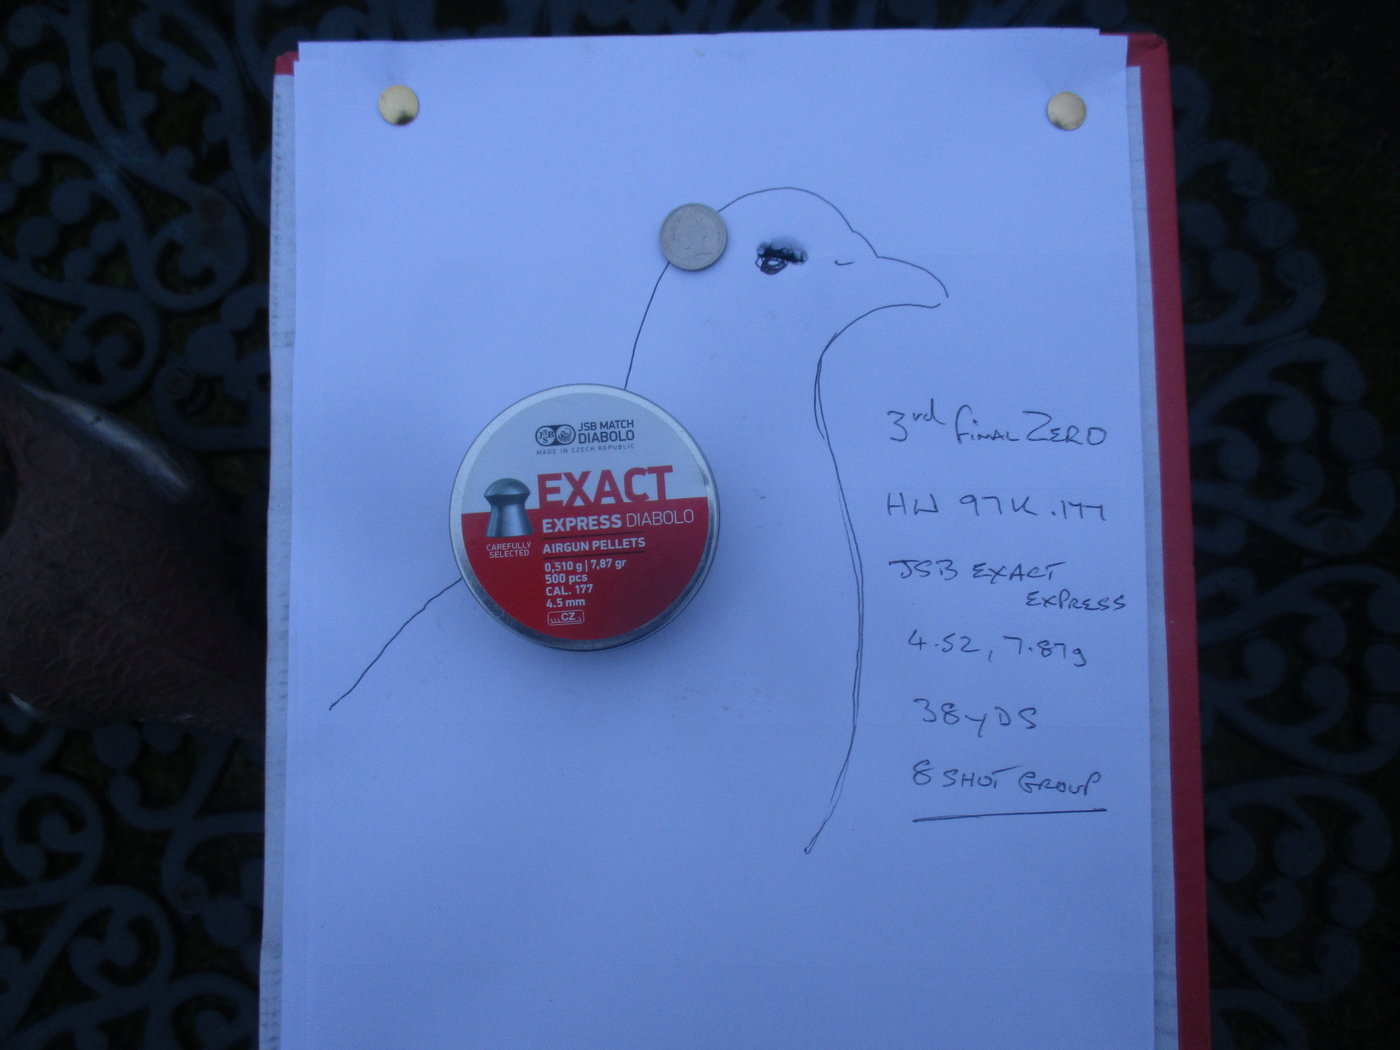 JSB MATCH
DIABOLO
MADE IN CZECH REPUBLIC
EXACT
EXPRESS DIABOLO
CAREFULLY
SELECTED
AIRGUN PELLETS
0,510 g | 7,87 gr
500 pcs
CAL. 177
4.5 mm
CZ
3rd FINAL ZERO
HW 97K .177
JSB EXACT
EXPRESS
4.52, 7.87g
38yDS
8 SHOT GROUP